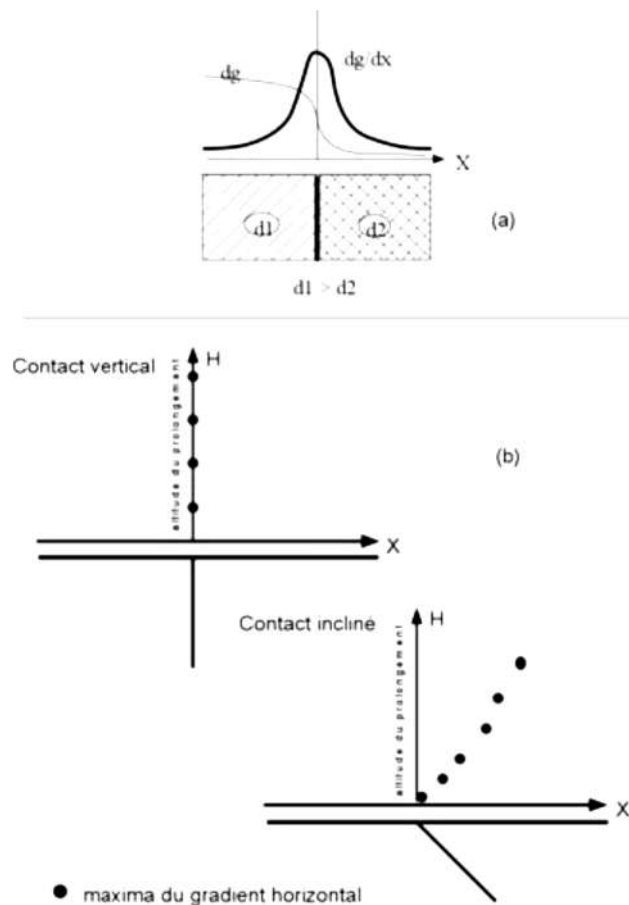 dg/dx
dg
X
d1
d2
(a)
d1 > d2
Contact vertical
H
altitude du prolongement
(b)
X
Contact incliné
H
altitude du prolongement
X
maxima du gradient horizontal